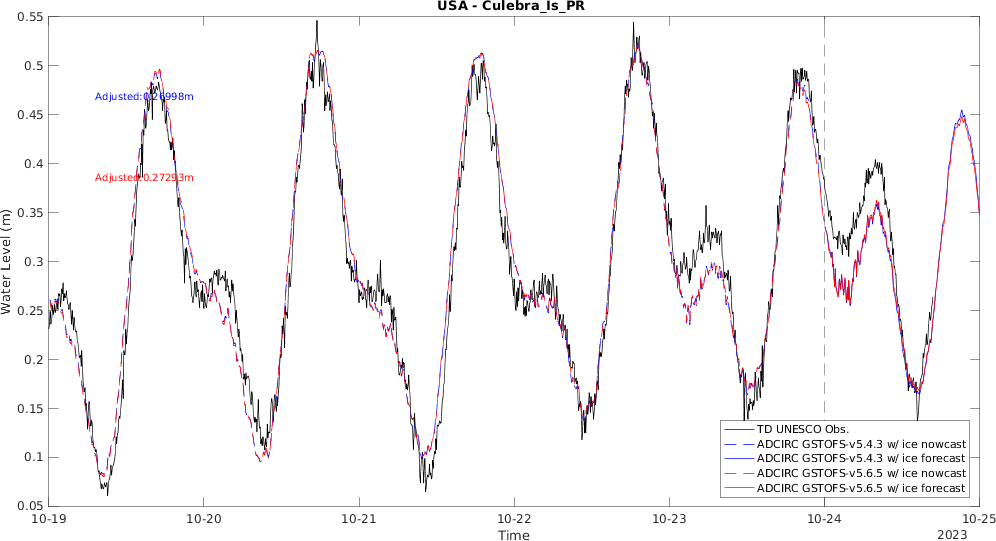 USA - Culebra_Is_PR
Water Level (m)
0.55
0.5
0.45
0.4
0.35
0.3
0.25
0.2
0.15
0.1
0.05
Adjusted:0.26998m
Adjusted:0.27293m
TD UNESCO Obs.
ADCIRC GSTOFS-v5.4.3 w/ ice nowcast
ADCIRC GSTOFS-v5.4.3 w/ ice forecast
ADCIRC GSTOFS-v5.6.5 w/ ice nowcast
ADCIRC GSTOFS-v5.6.5 w/ ice forecast
10-19 10-20 10-21 10-22 10-23 10-24 10-25
Time
2023